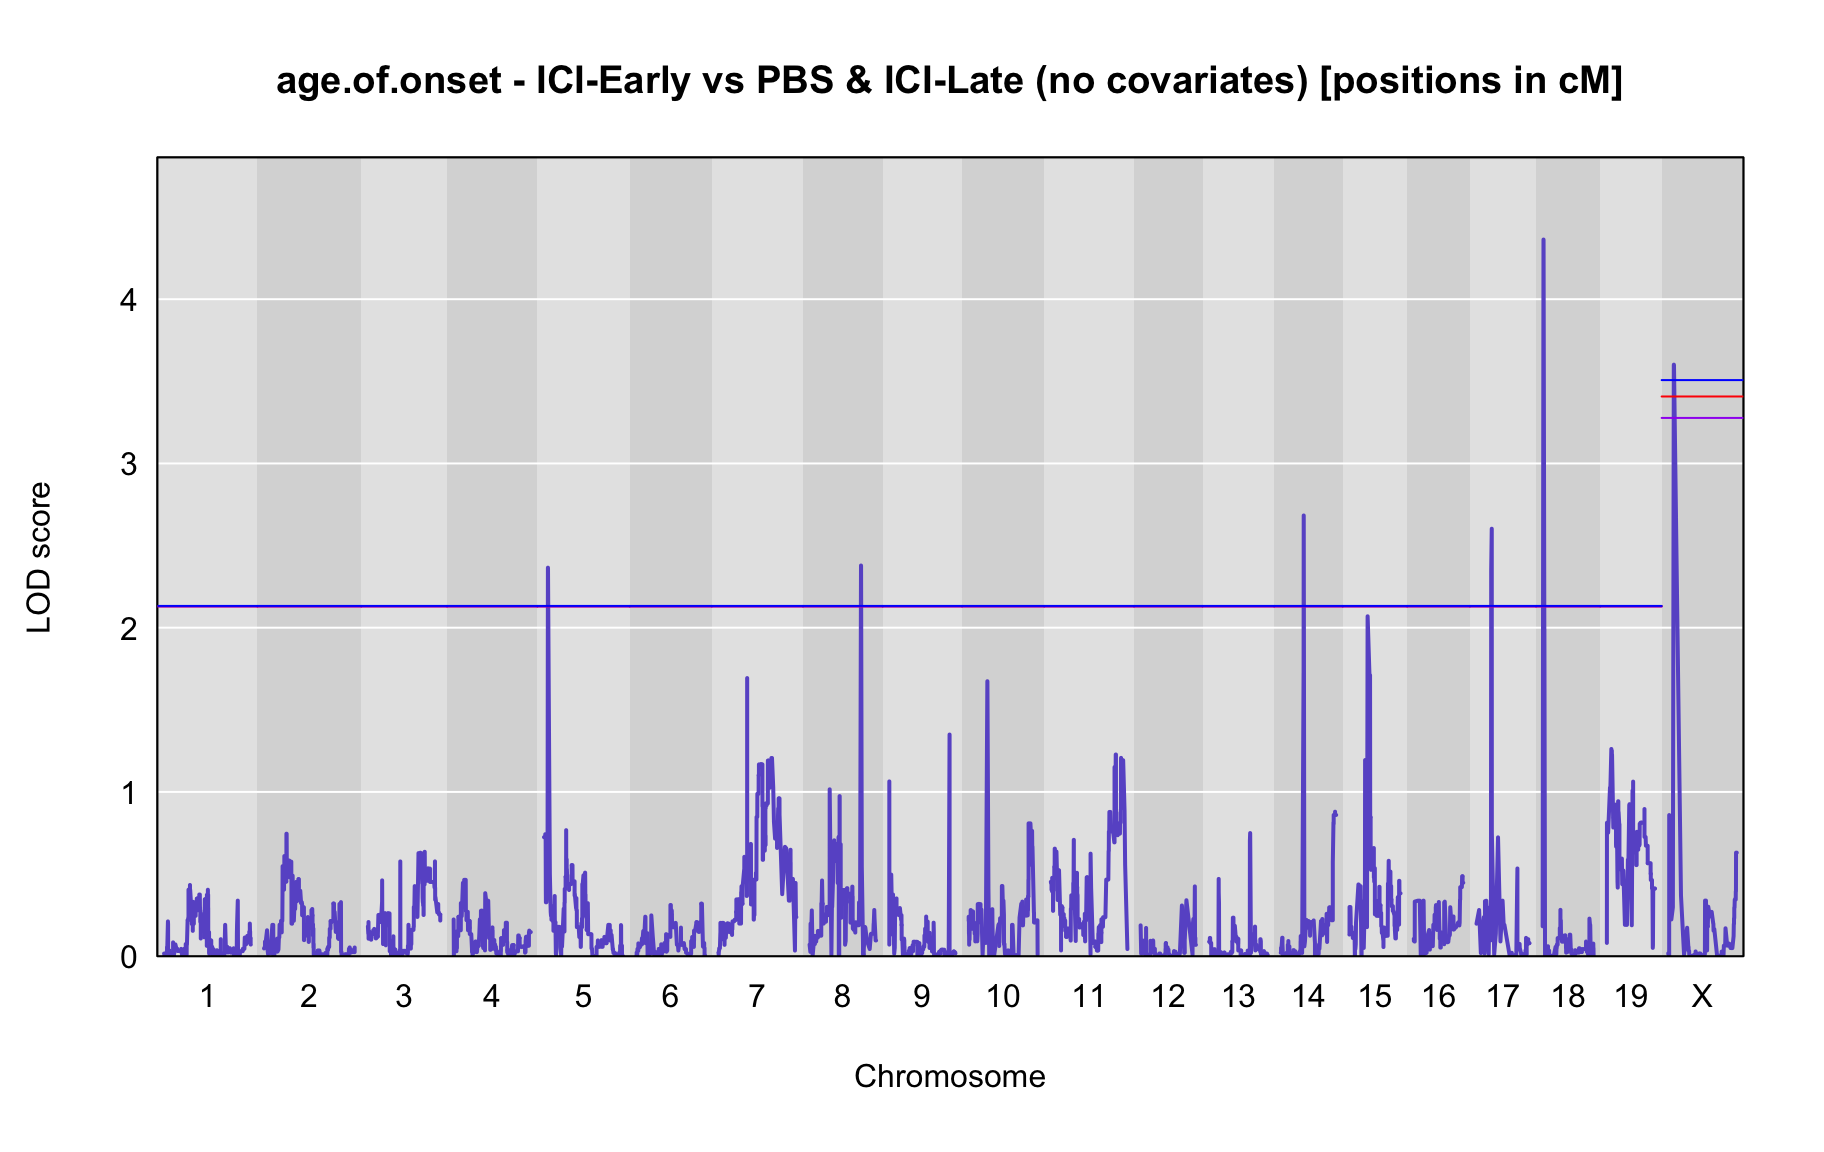 age.of.onset - ICI-Early vs PBS & ICI-Late (no covariates) [positions in cM]
LOD score
4
3
2
1
0
1 2 3 4 5 6 7 8 9 10 11 12 13 14 15 16 17 18 19 X
Chromosome